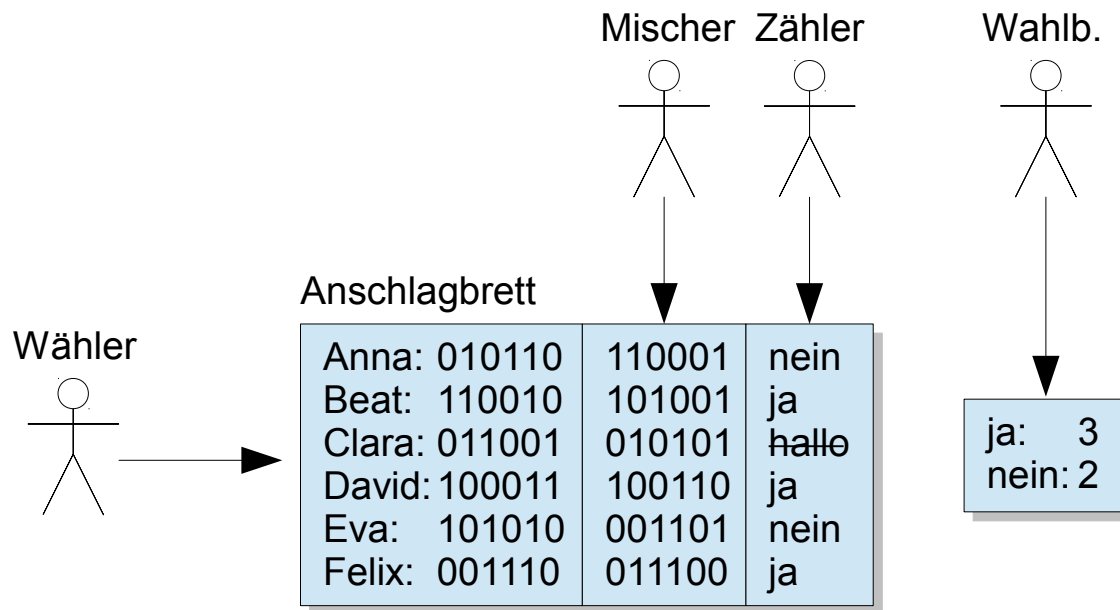 Mischer Zähler Wahlb.
Anschlagbrett
Wähler
Anna: 010110 110001 nein
Beat: 110010 101001 ja
Clara: 011001 010101 hallo
David: 100011 100110 ja
Eva: 101010 001101 nein
Felix: 001110 011100 ja
ja: 3
nein: 2